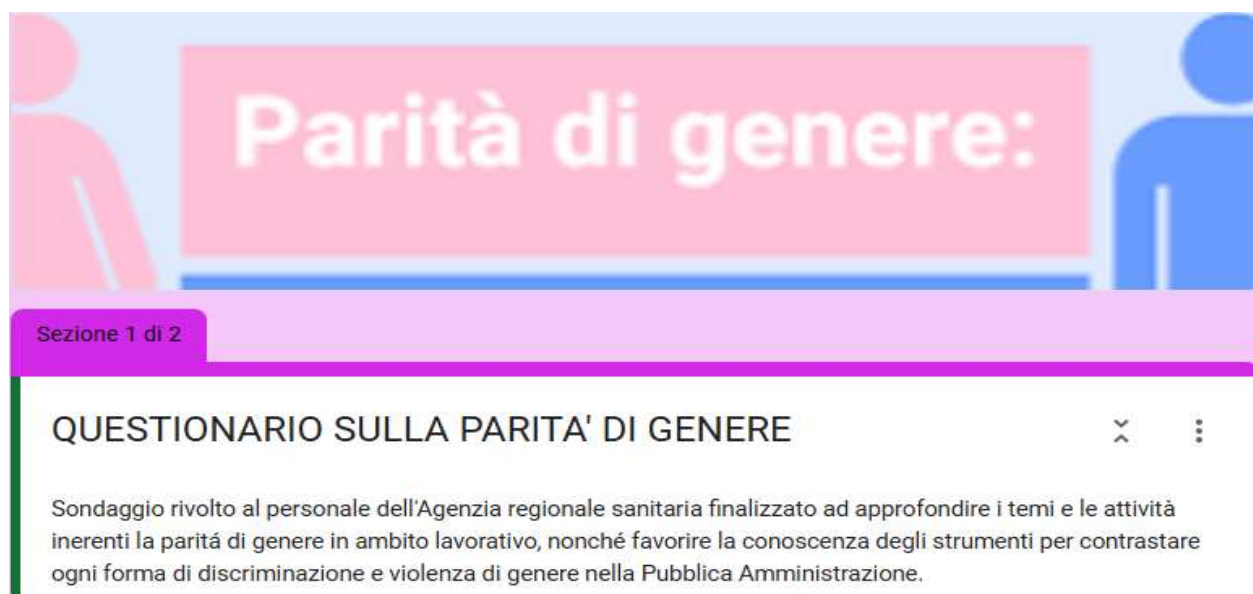 Parità di genere:
Sezione 1 di 2
QUESTIONARIO SULLA PARITA' DI GENERE
Sondaggio rivolto al personale dell'Agenzia regionale sanitaria finalizzato ad approfondire i temi e le attività
inerenti la paritá di genere in ambito lavorativo, nonché favorire la conoscenza degli strumenti per contrastare
ogni forma di discriminazione e violenza di genere nella Pubblica Amministrazione.